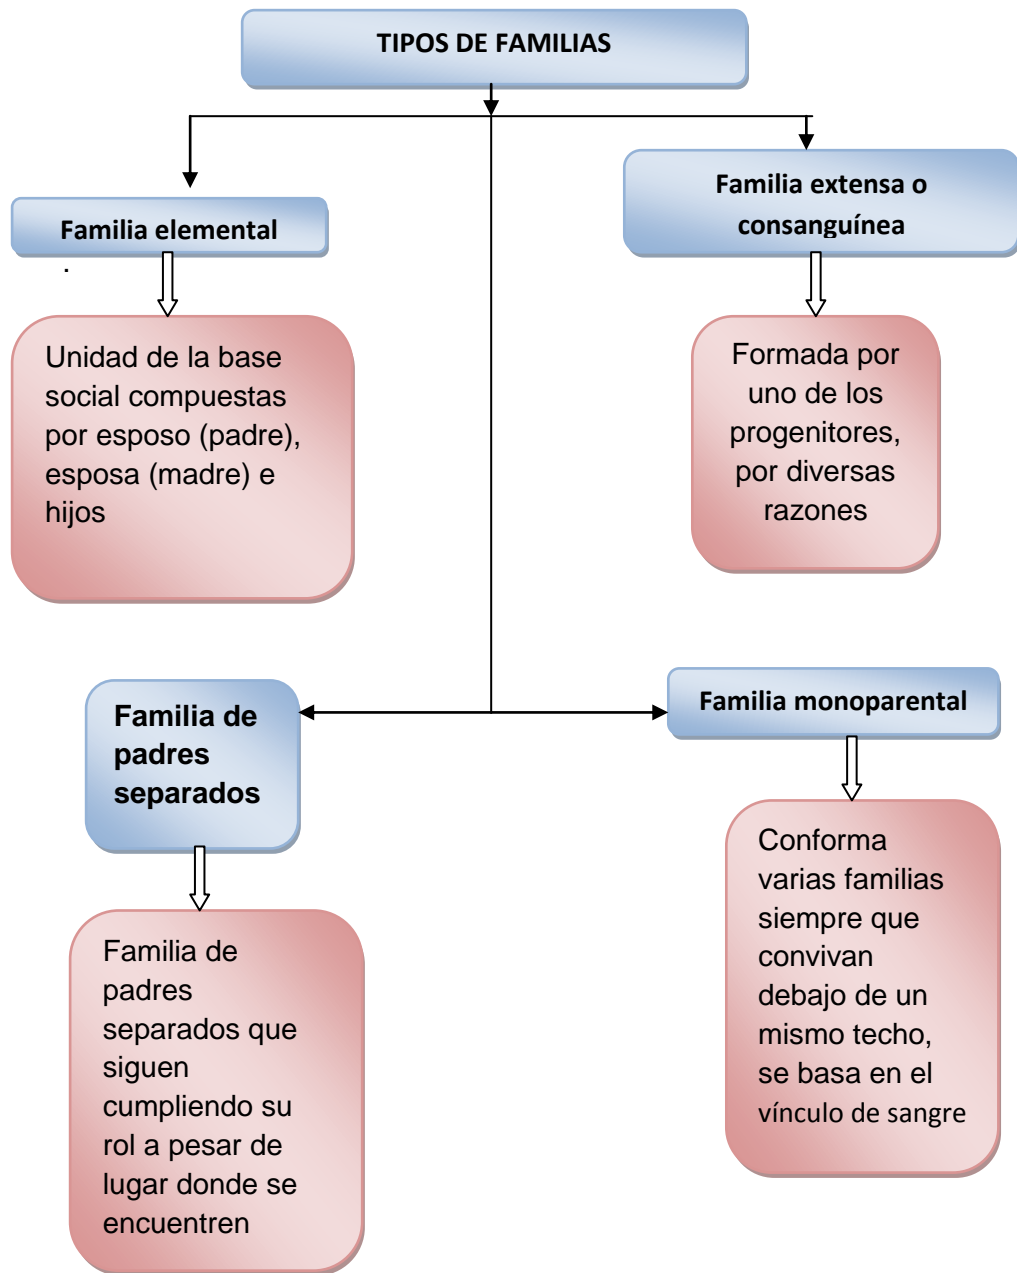 TIPOS DE FAMILIAS
Familia elemental
.
Familia extensa o
consanguínea
Unidad de la base
social compuestas
por esposo (padre),
esposa (madre) e
hijos
Formada por
uno de los
progenitores,
por diversas
razones
Familia de
padres
separados
Familia monoparental
Familia de
padres
separados que
siguen
cumpliendo su
rol a pesar de
lugar donde se
encuentren
Conforma
varias familias
siempre que
convivan
debajo de un
mismo techo,
se basa en el
vínculo de sangre